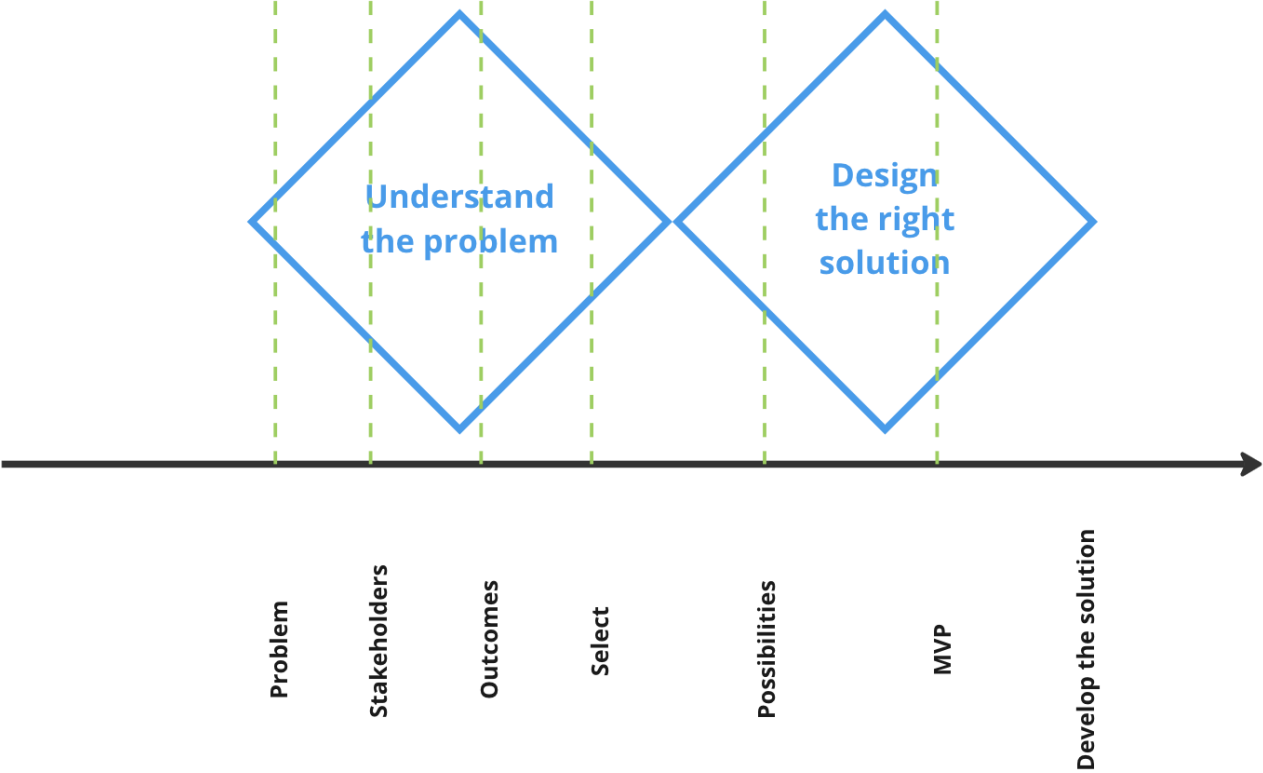 Understand
the problem
Design
the right
solution
Problem
Stakeholders
Outcomes
Select
Possibilities
MVP
Develop the solution